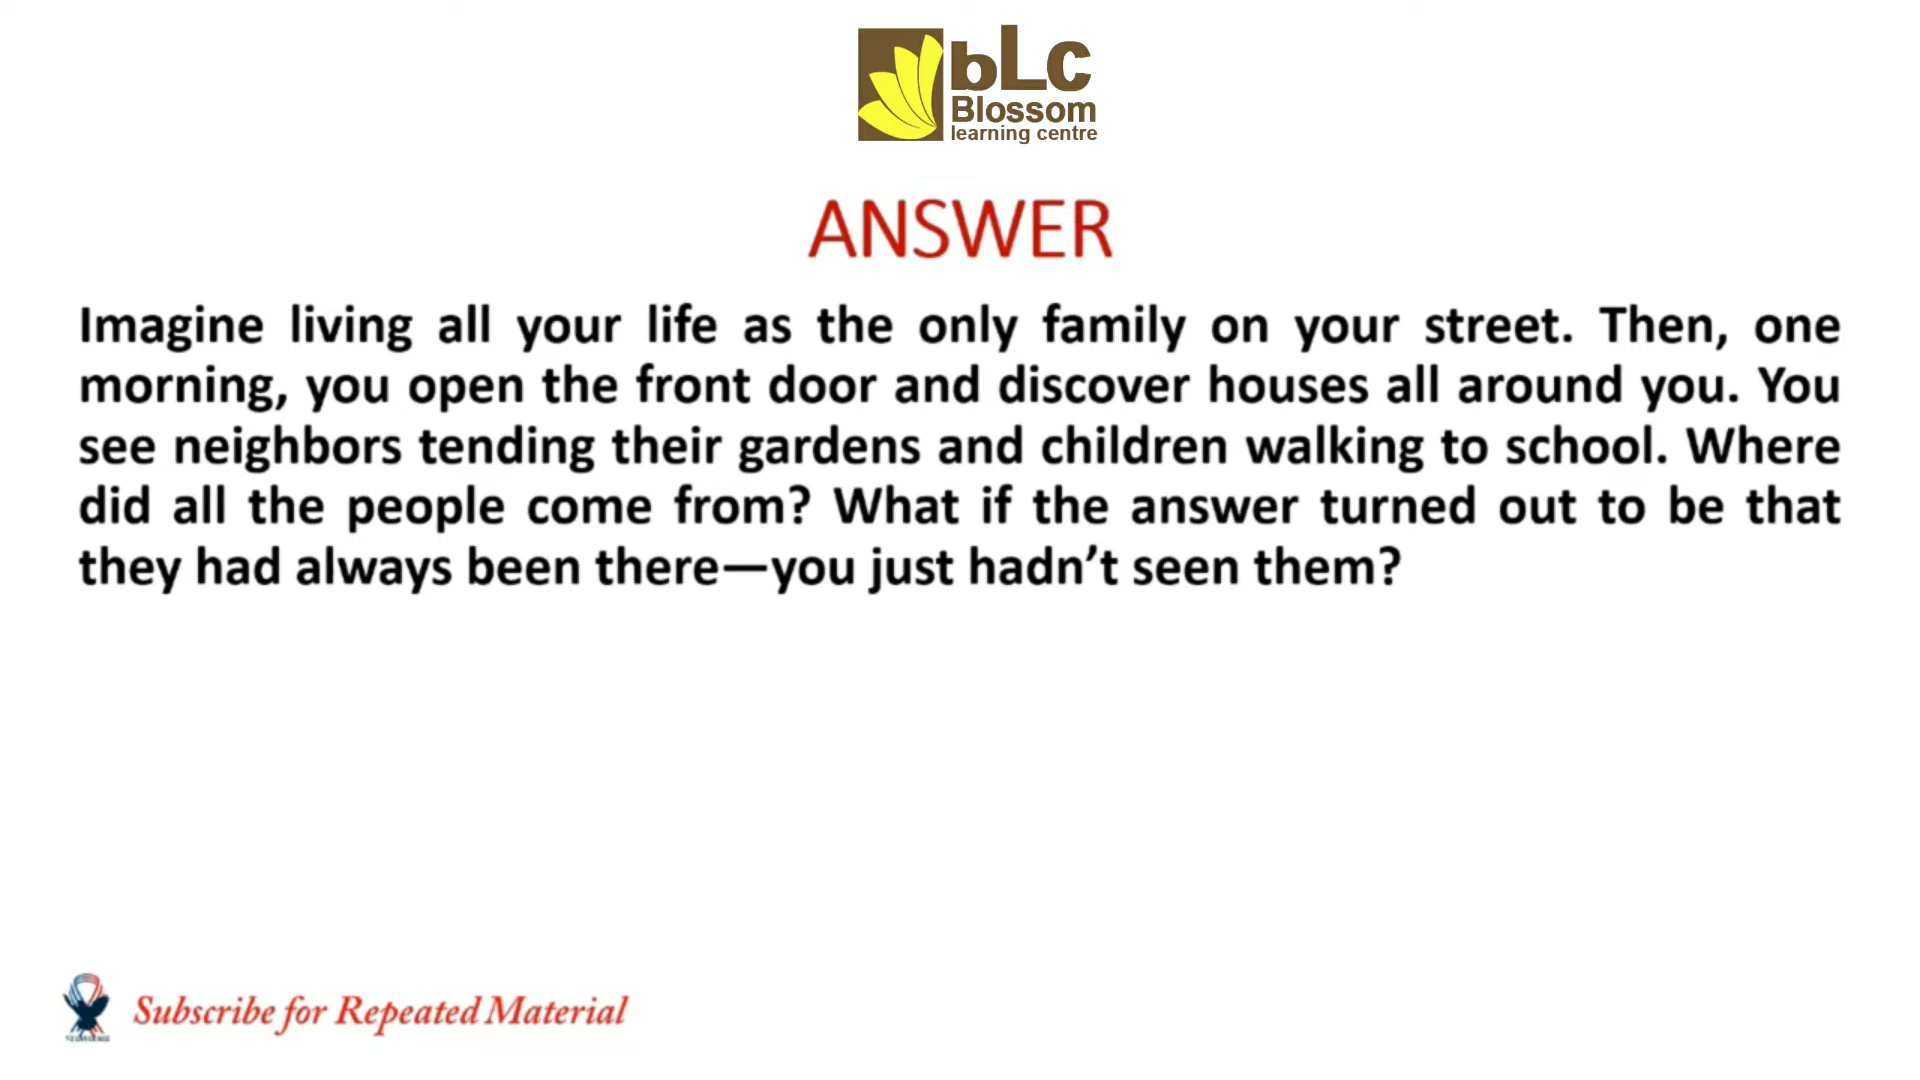 bLc
Blossom
learning centre
ANSWER
Imagine living all your life as the only family on your street. Then, one
morning, you open the front door and discover houses all around you. You
see neighbors tending their gardens and children walking to school. Where
did all the people come from? What if the answer turned out to be that
they had always been there—you just hadn’t seen them?
Subscribe for Repeated Material